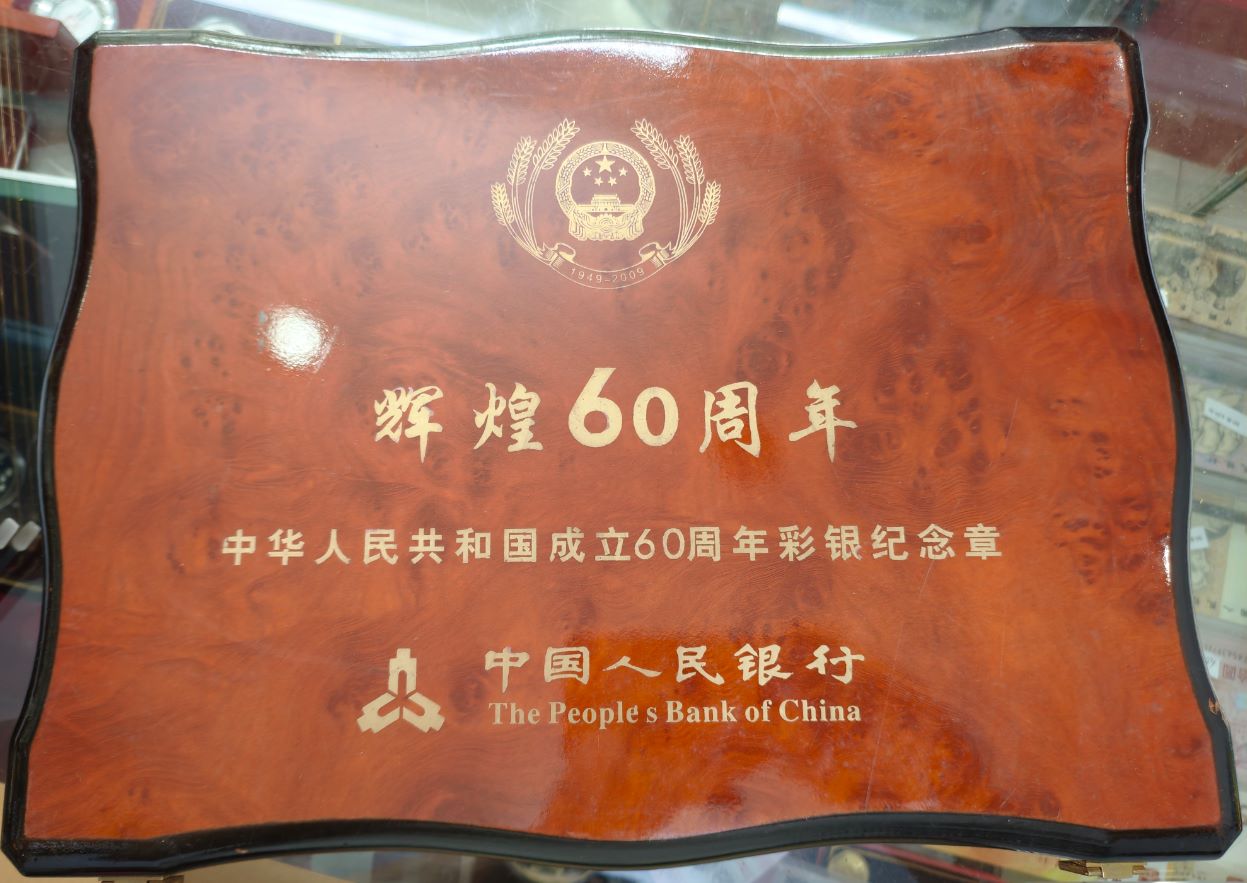 1949-2009
辉煌60周年
中华人民共和国成立60周年彩银纪念章
中国人民银行
The People's Bank of China